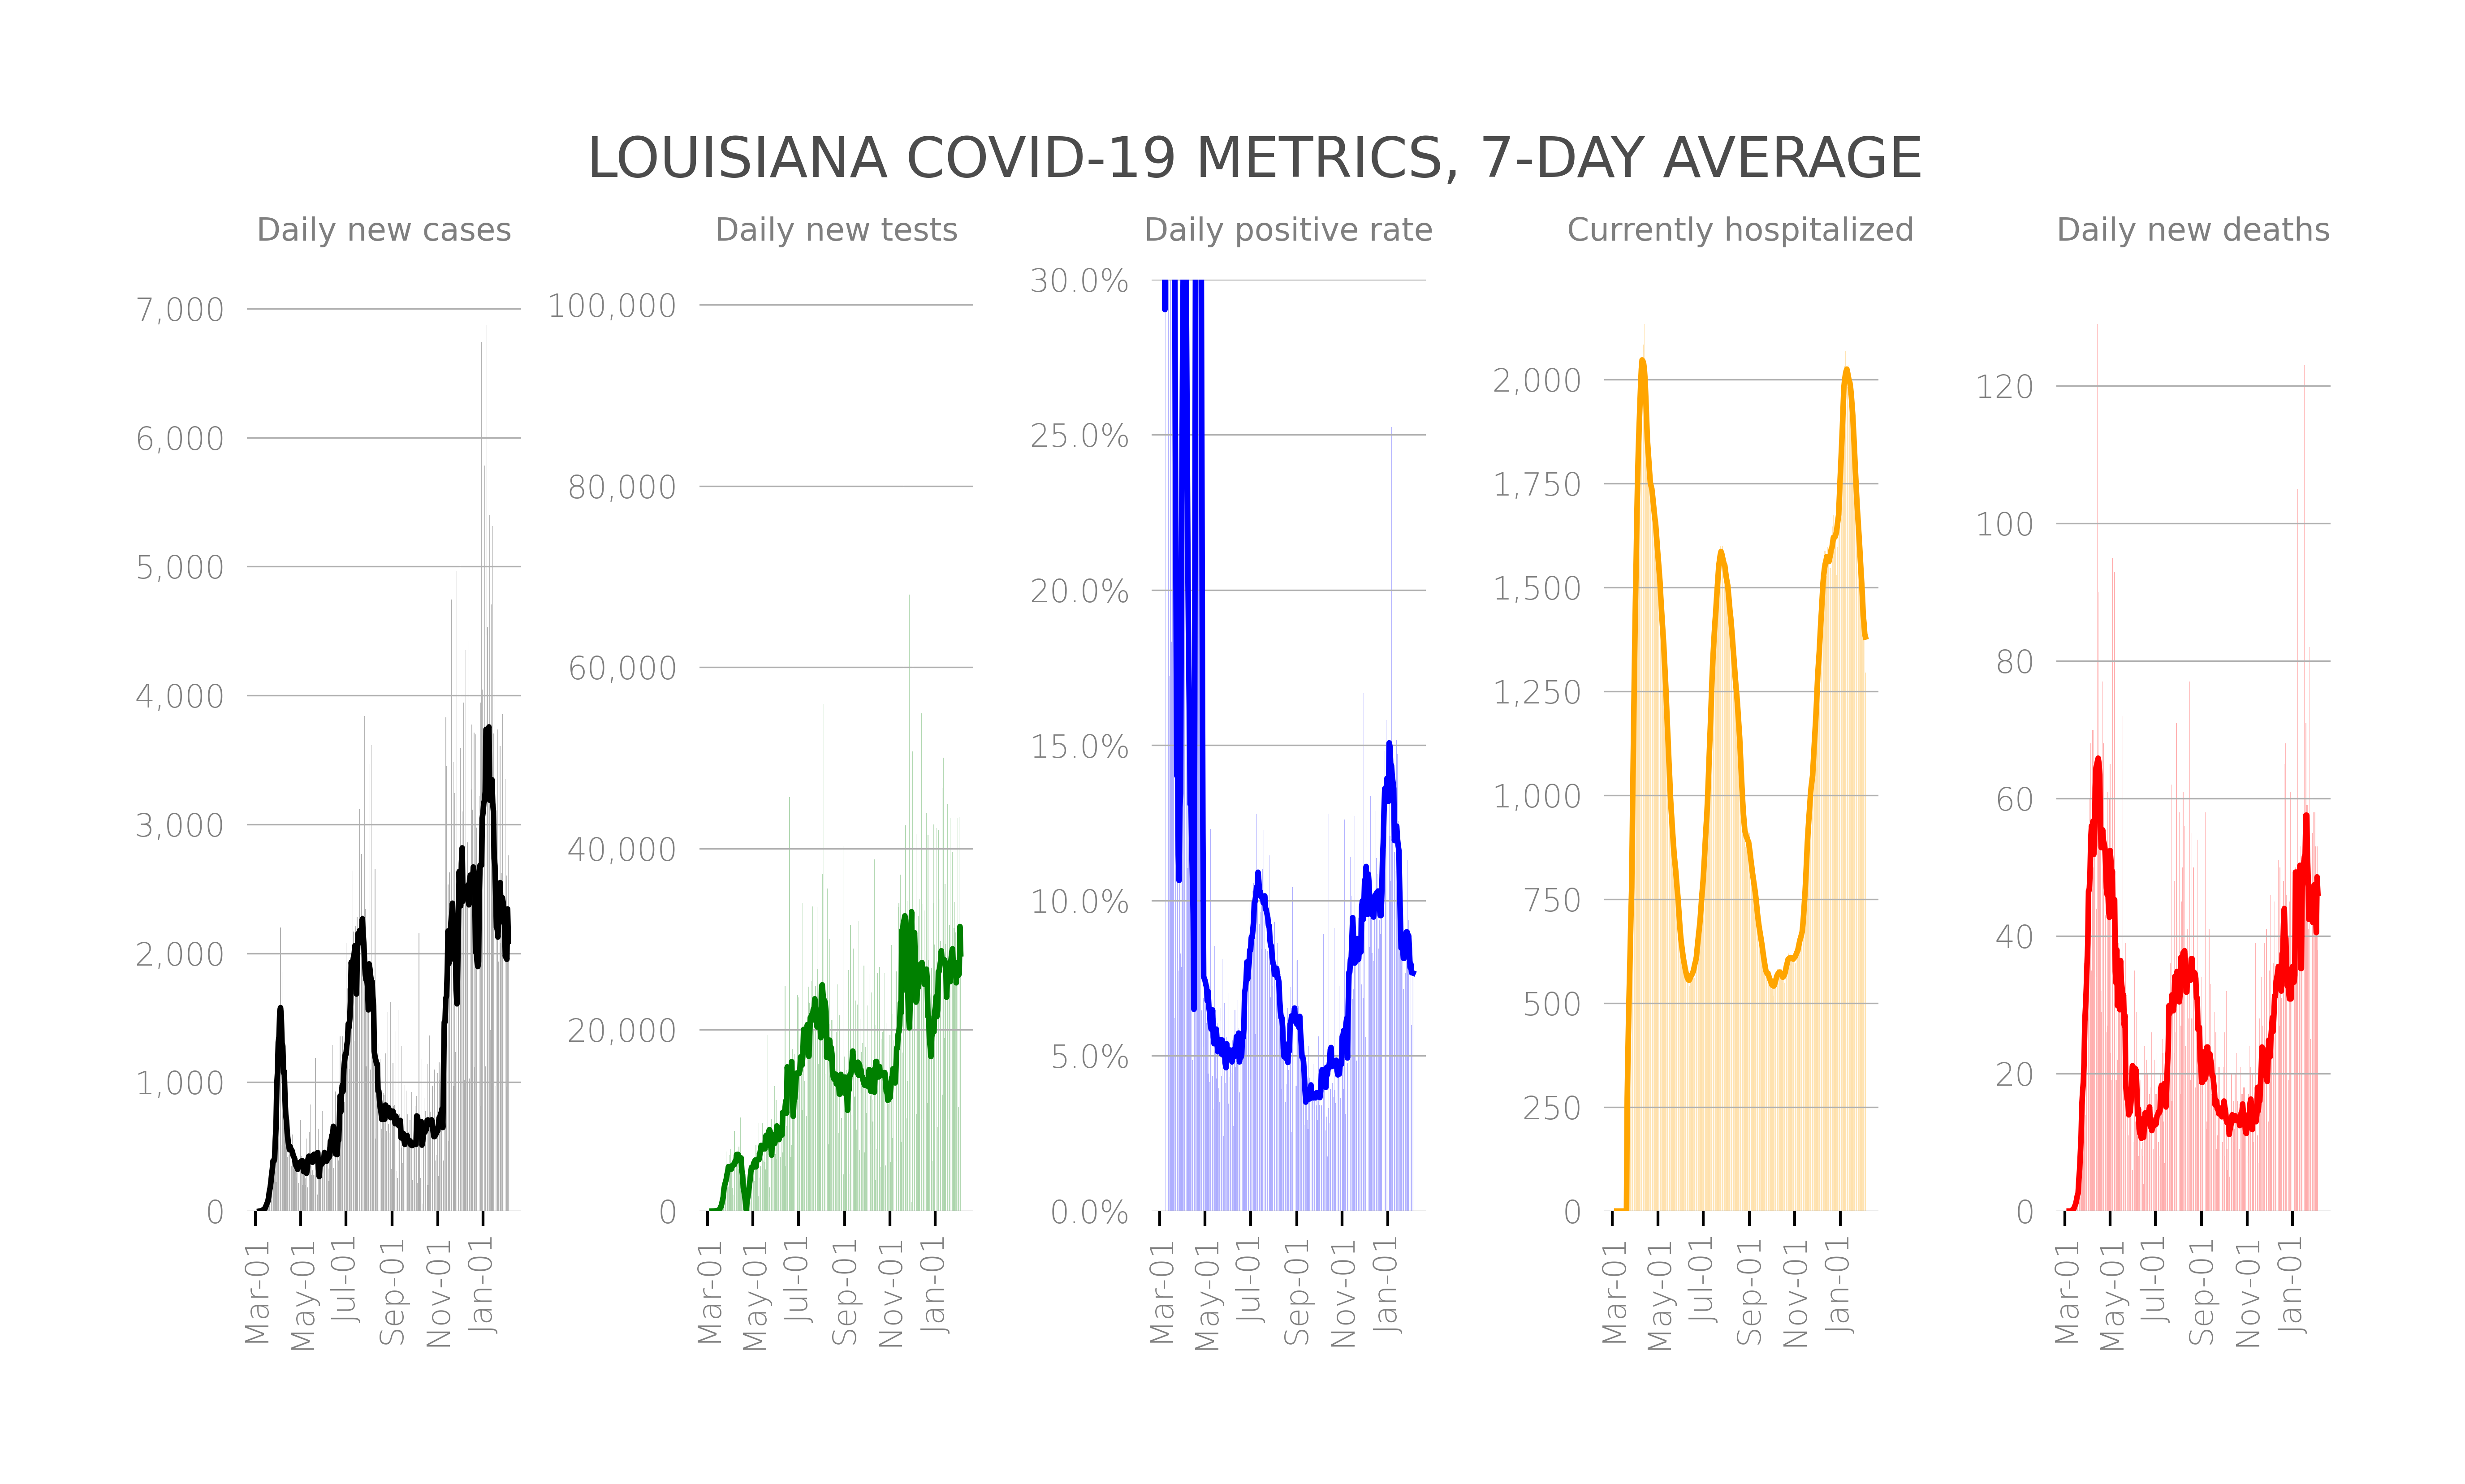 LOUISIANA COVID-19 METRICS, 7-DAY AVERAGE
Daily new cases
7,000
6,000
5,000
4,000
3,000
2,000
1,000
0
Mar-01
May-01
Jul-01
Sep-01
Nov-01
Jan-01
Daily new tests
100,000
80,000
60,000
40,000
20,000
0
Mar-01
May-01
Jul-01
Sep-01
Nov-01
Jan-01
Daily positive rate
30.0%
25.0%
20.0%
15.0%
10.0%
5.0%
0.0%
Mar-01
May-01
Jul-01
Sep-01
Nov-01
Jan-01
Currently hospitalized
2,000
1,750
1,500
1,250
1,000
750
500
250
0
Mar-01
May-01
Jul-01
Sep-01
Nov-01
Jan-01
Daily new deaths
120
100
80
60
40
20
0
Mar-01
May-01
Jul-01
Sep-01
Nov-01
Jan-01